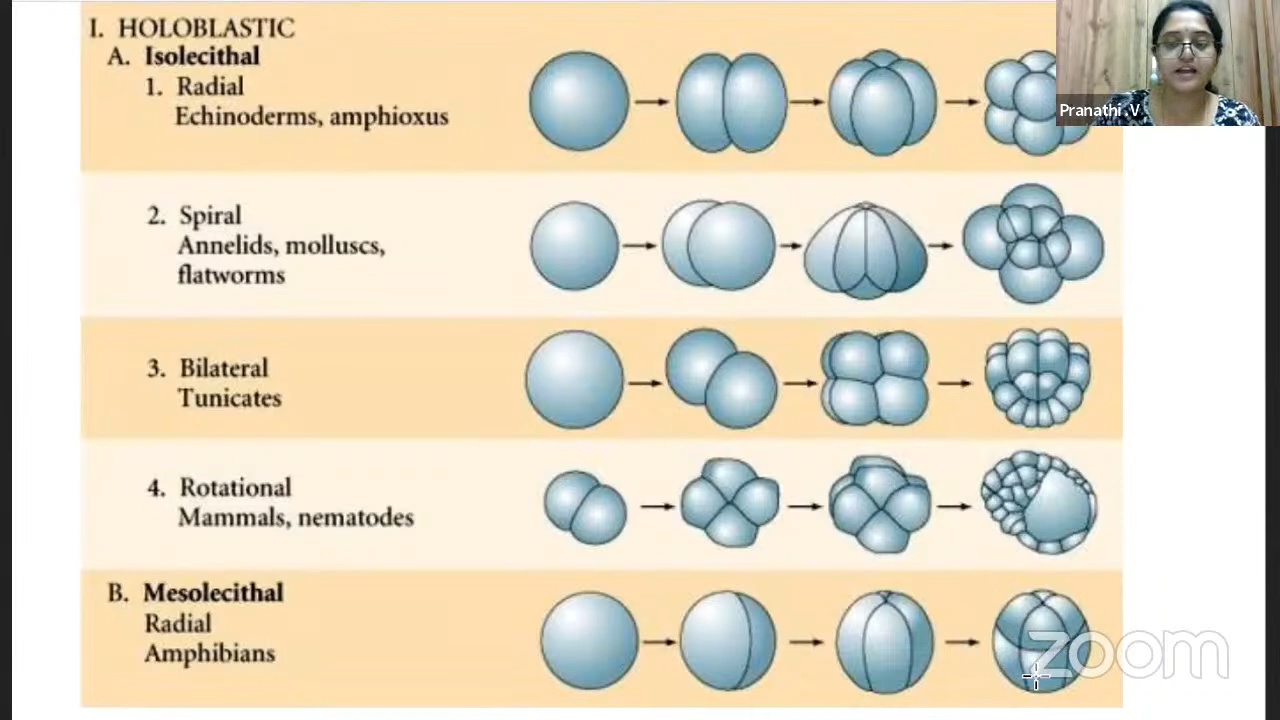 I. HOLOBLASTIC
A. Isolecithal
1. Radial
Echinoderms, amphioxus
Pranathi .V
2. Spiral
Annelids, molluscs,
flatworms
3. Bilateral
Tunicates
4. Rotational
Mammals, nematodes
B. Mesolecithal
Radial
Amphibians
zoom